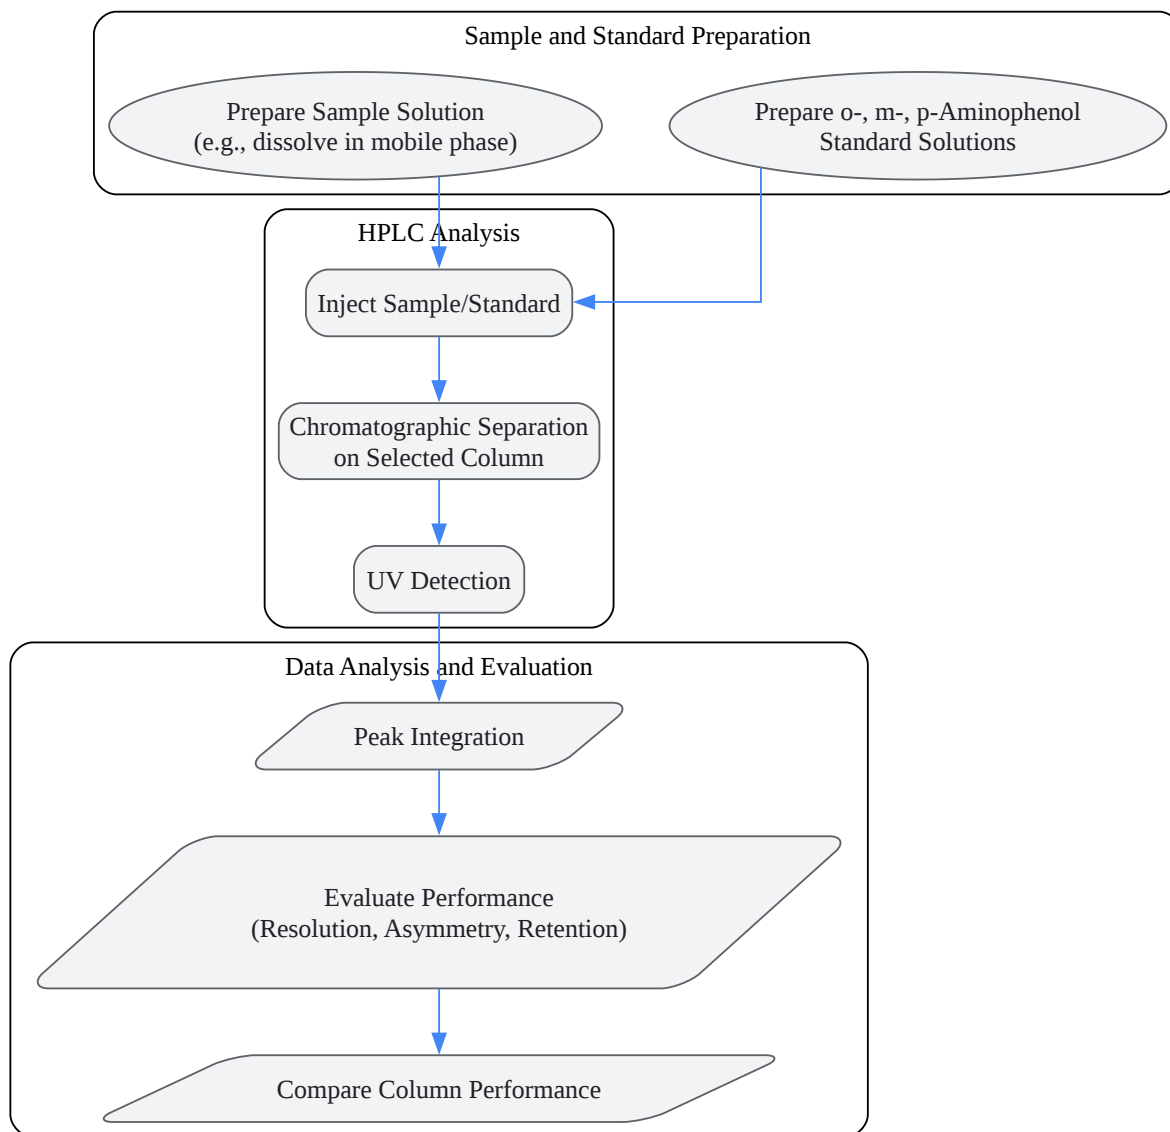 Sample and Standard Preparation
Prepare Sample Solution
(e.g., dissolve in mobile phase)
Prepare o-, m-, p-Aminophenol
Standard Solutions
HPLC Analysis
Inject Sample/Standard
Chromatographic Separation
on Selected Column
UV Detection
Data Analysis and Evaluation
Peak Integration
Evaluate Performance
(Resolution, Asymmetry, Retention)
Compare Column Performance